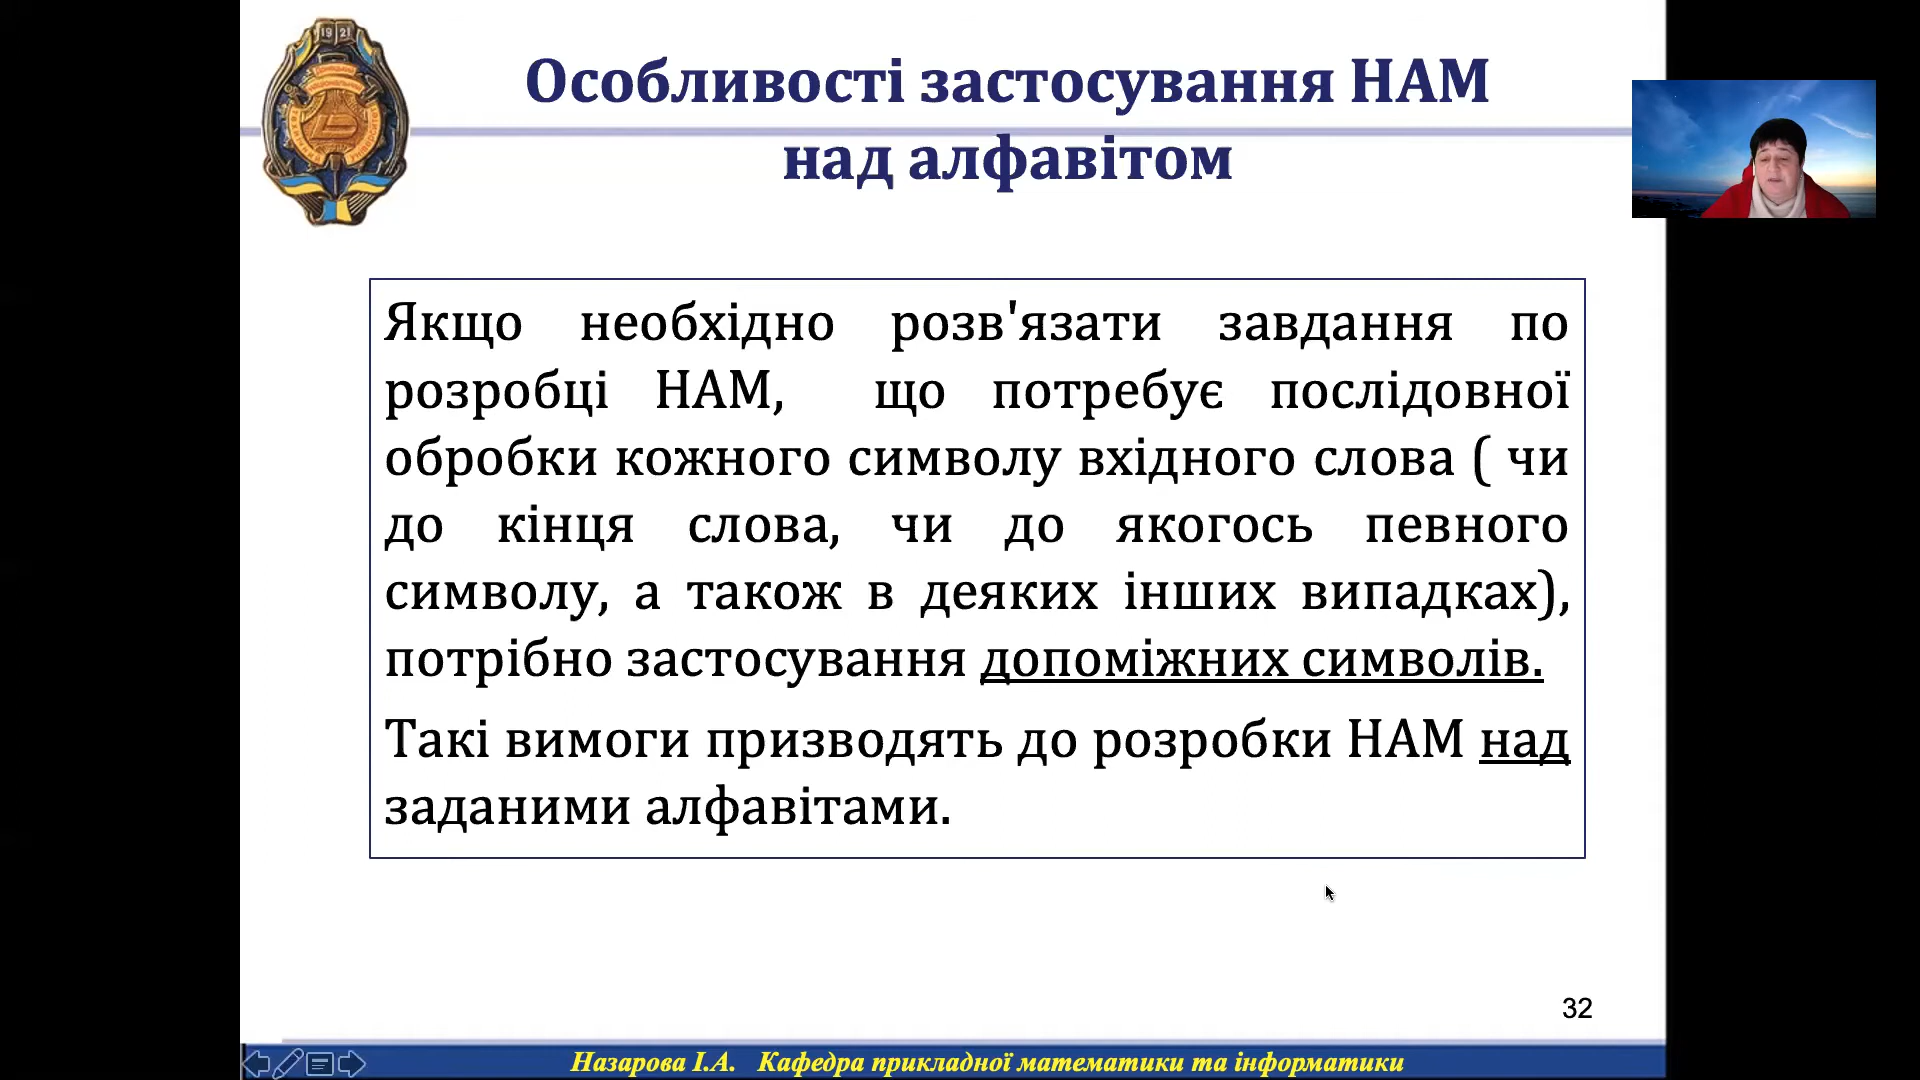 19 21
Особливості застосування НАМ
над алфавітом
Якщо необхідно розв'язати завдання по
розробці НАМ, що потребує послідовної
обробки кожного символу вхідного слова ( чи
до кінця слова, чи до якогось певного
символу, а також в деяких інших випадках),
потрібно застосування допоміжних символів.
Такі вимоги призводять до розробки НАМ над
заданими алфавітами.
32
Назарова І.А. Кафедра прикладної математики та інформатики